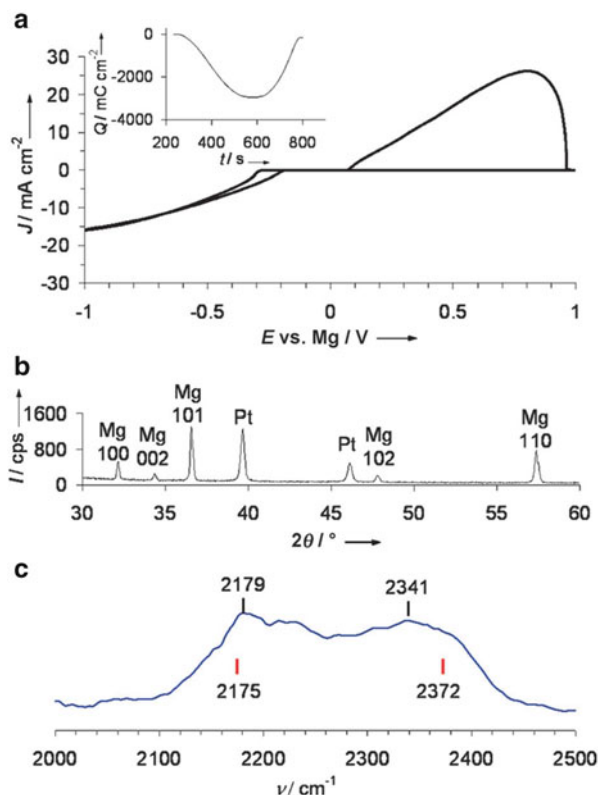 a
0
-2000
-4000
Q / mC cm-2
200 400 600 800
t / s
30
20
10
0
-10
-20
-30
J / mA cm-2
-1 -0.5 0 0.5 1
E vs. Mg / V
b
1600
800
0
I / cps
Mg
100
Mg
002
Mg
101
Pt
Pt
Mg
102
Mg
110
30 35 40 45 50 55 60
2θ / °
c
2179 2341
2175 2372
2000 2100 2200 2300 2400 2500
ν / cm-1